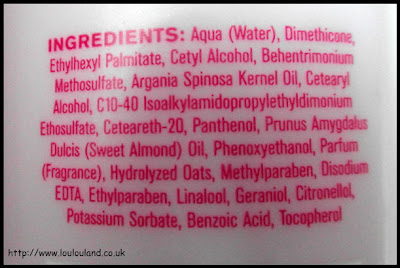 INGREDIENTS: Aqua (Water), Dimethicone,
Ethylhexyl Palmitate, Cetyl Alcohol, Behentrimonium
Methosulfate, Argania Spinosa Kernel Oil, Cetearyl
Alcohol, C10-40 Isoalkylamidopropylethyldimonium
Ethosulfate, Ceteareth-20, Panthenol, Prunus Amygdalus
Dulcis (Sweet Almond) Oil, Phenoxyethanol, Parfum
(Fragrance), Hydrolyzed Oats, Methylparaben, Disodium
EDTA, Ethylparaben, Linalool, Geraniol, Citronellol,
Potassium Sorbate, Benzoic Acid, Tocopherol
http://www.loulouland.co.uk